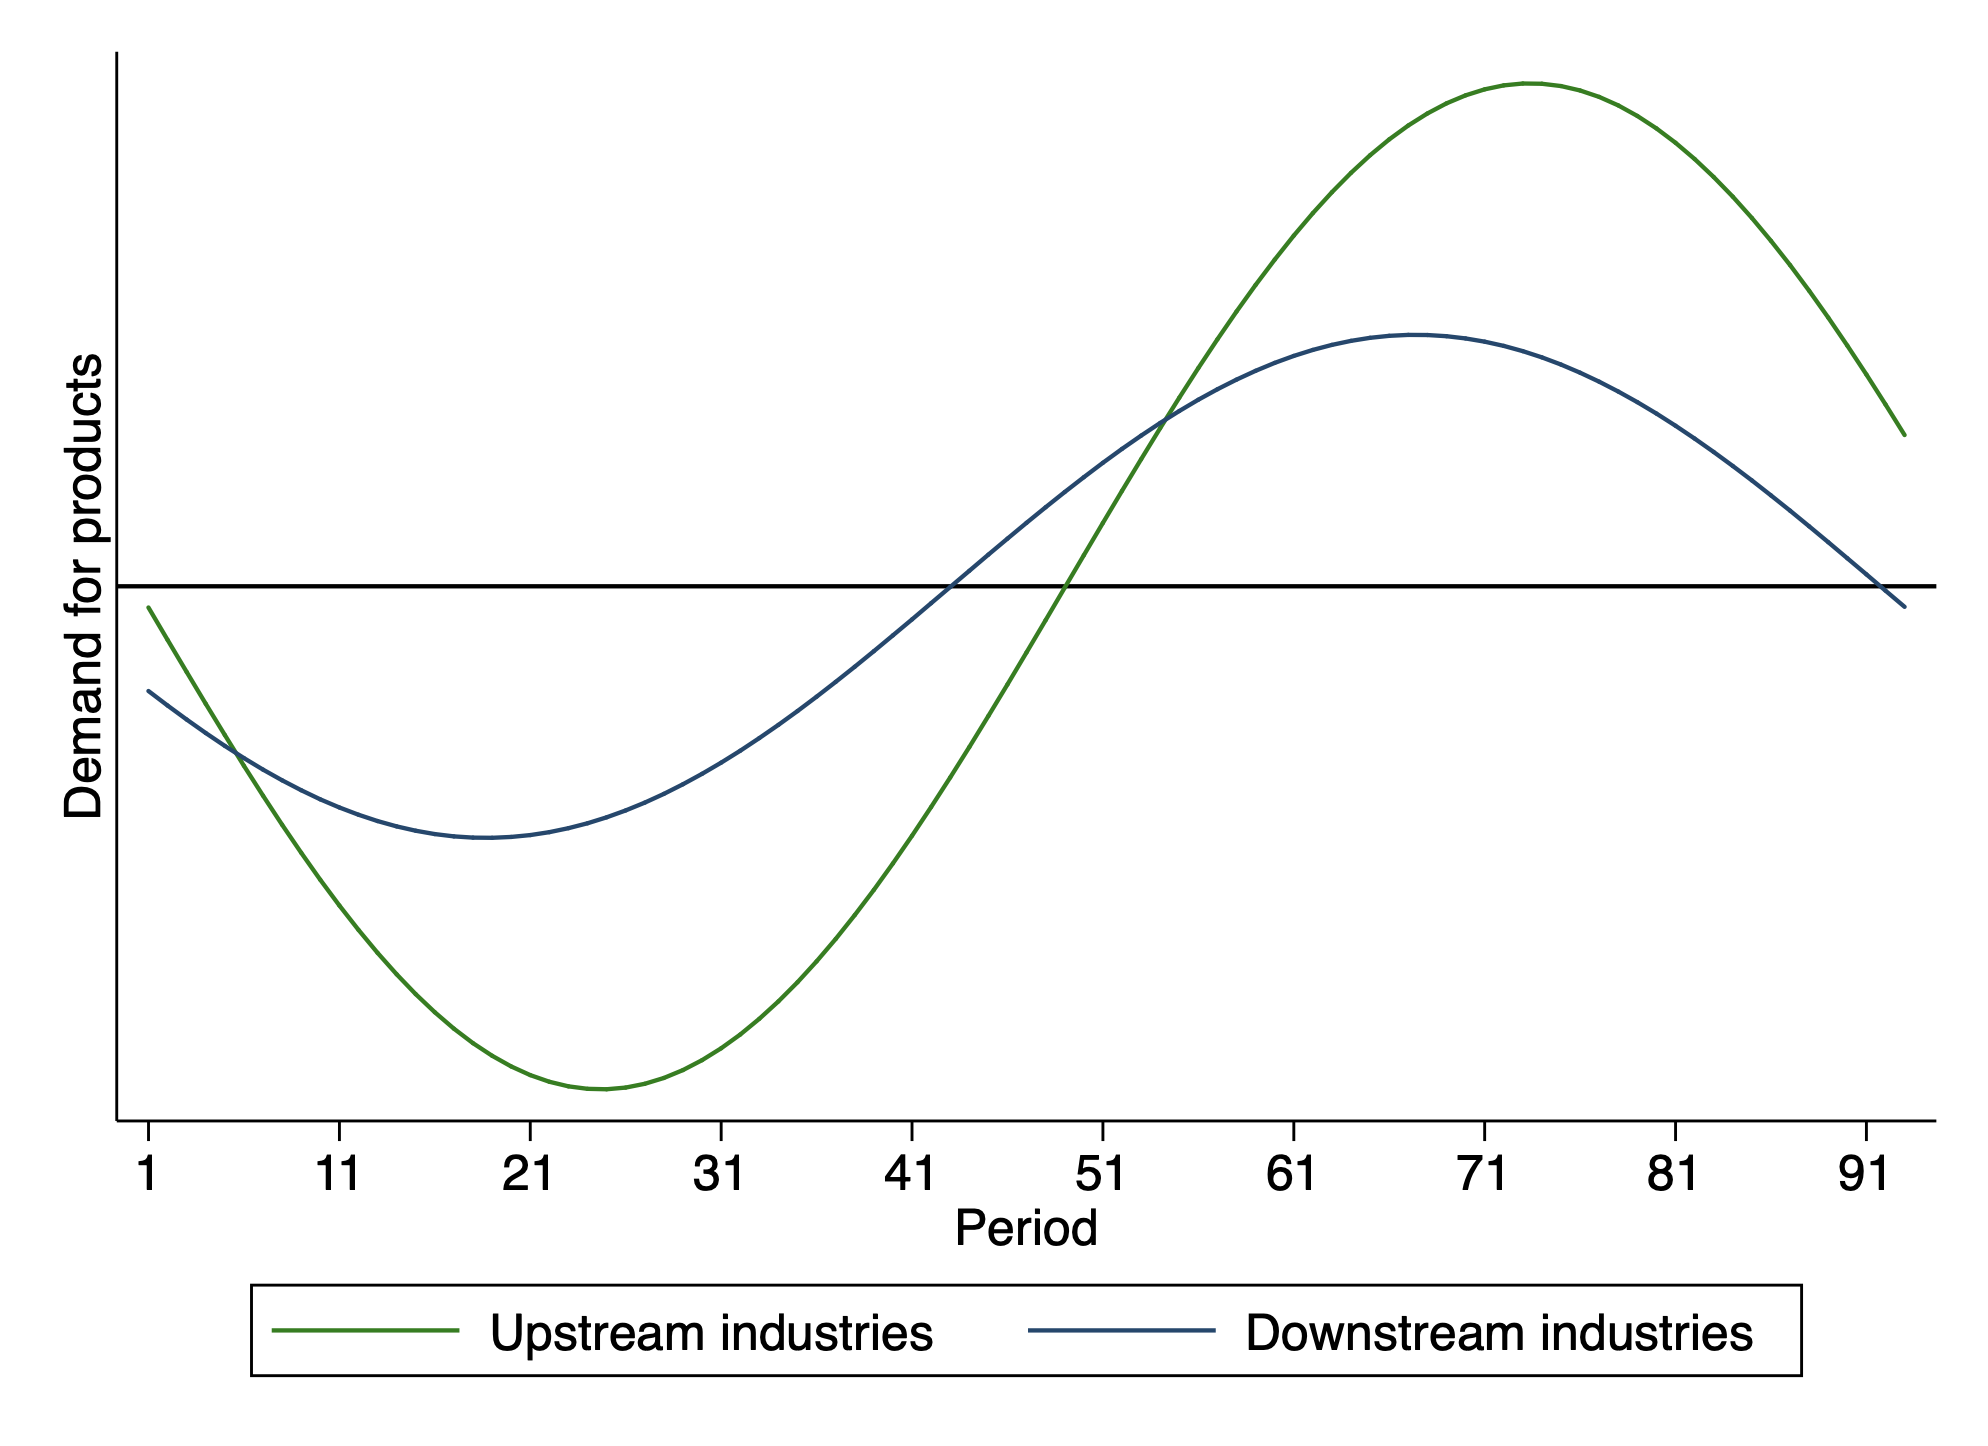 Demand for products
1 11 21 31 41 51 61 71 81 91
Period
Upstream industries Downstream industries